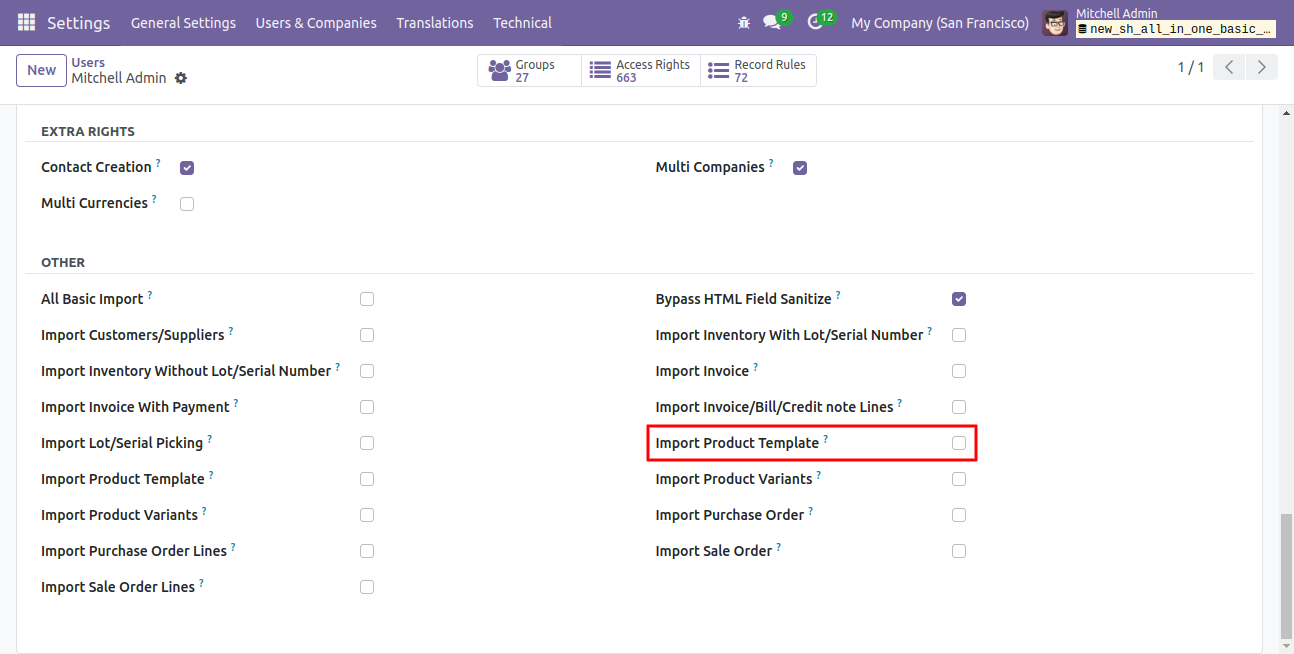 Settings General Settings Users & Companies Translations Technical 9 12 My Company (San Francisco) Mitchell Admin
new_sh_all_in_one_basic_…
New Users Groups Access Rights Record Rules
Mitchell Admin 27 663 72 1 / 1
EXTRA RIGHTS
Contact Creation ? Multi Companies ?
Multi Currencies ?
OTHER
All Basic Import ? Bypass HTML Field Sanitize ?
Import Customers/Suppliers ? Import Inventory With Lot/Serial Number ?
Import Inventory Without Lot/Serial Number ? Import Invoice ?
Import Invoice With Payment ? Import Invoice/Bill/Credit note Lines ?
Import Lot/Serial Picking ? Import Product Template ?
Import Product Template ? Import Product Variants ?
Import Product Variants ? Import Purchase Order ?
Import Purchase Order Lines ? Import Sale Order ?
Import Sale Order Lines ?